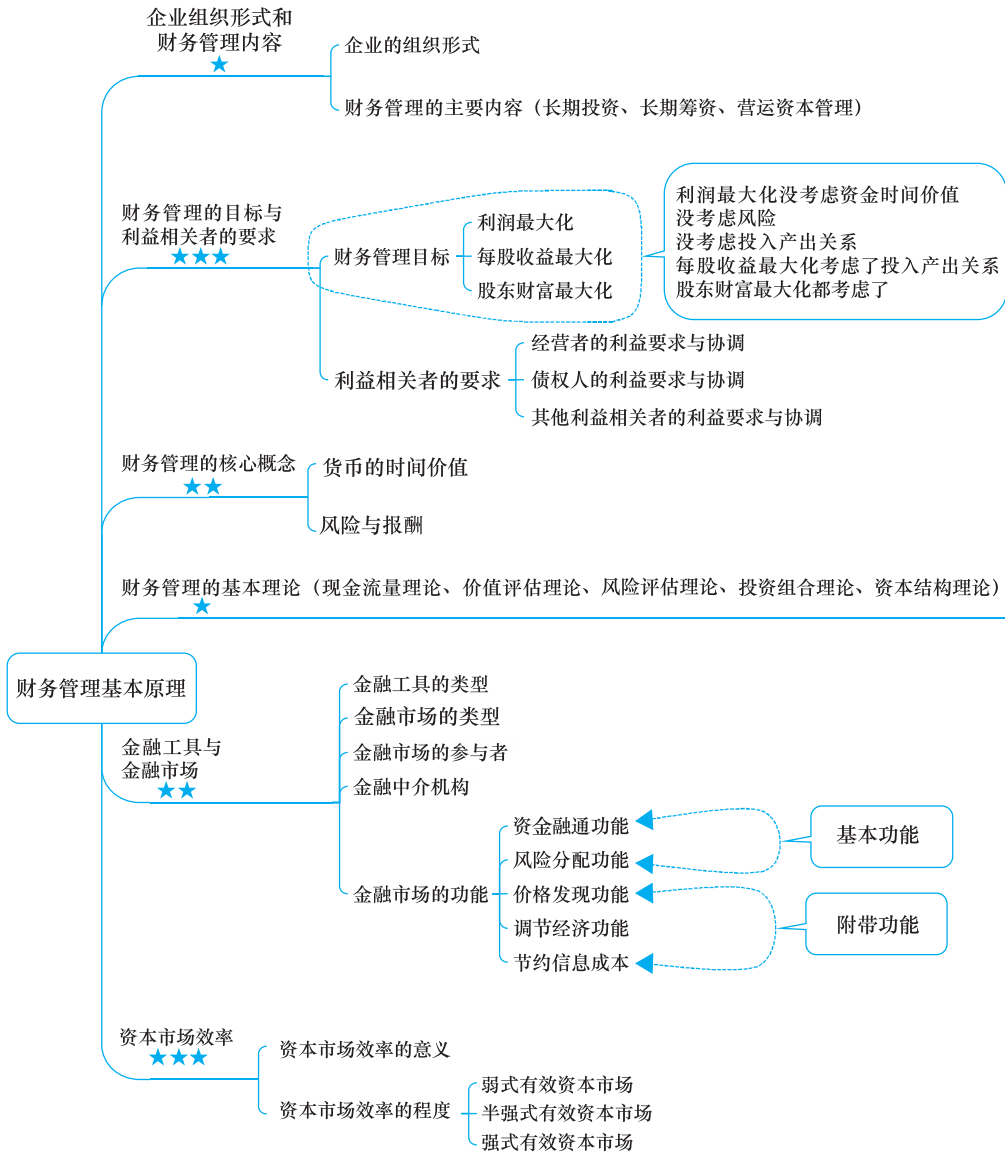 企业组织形式和
财务管理内容
企业的组织形式
财务管理的主要内容（长期投资、长期筹资、营运资本管理）
财务管理的目标与
利益相关者的要求
财务管理目标
利润最大化
每股收益最大化
股东财富最大化
利润最大化没考虑资金时间价值
没考虑风险
没考虑投入产出关系
每股收益最大化考虑了投入产出关系
股东财富最大化都考虑了
利益相关者的要求
经营者的利益要求与协调
债权人的利益要求与协调
其他利益相关者的利益要求与协调
财务管理的核心概念
货币的时间价值
风险与报酬
财务管理的基本理论（现金流量理论、价值评估理论、风险评估理论、投资组合理论、资本结构理论）
财务管理基本原理
金融工具与
金融市场
金融工具的类型
金融市场的类型
金融市场的参与者
金融中介机构
金融市场的功能
资金融通功能
风险分配功能
价格发现功能
调节经济功能
节约信息成本
基本功能
附带功能
资本市场效率
资本市场效率的意义
资本市场效率的程度
弱式有效资本市场
半强式有效资本市场
强式有效资本市场